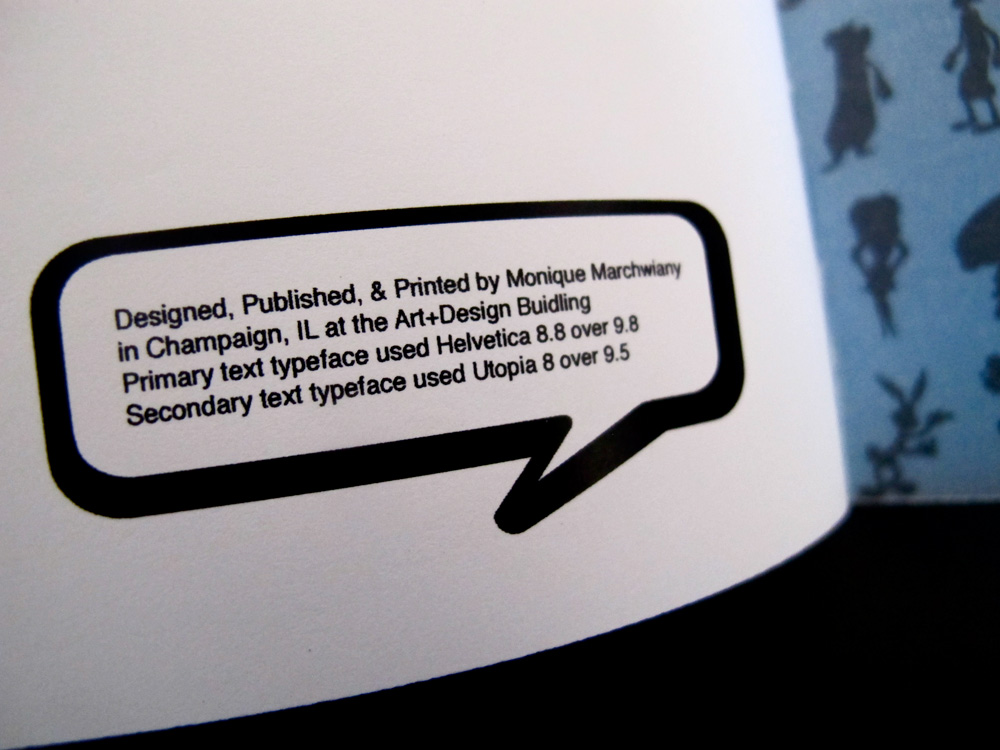 Designed, Published, & Printed by Monique Marchwiany
in Champaign, IL at the Art+Design Buidling
Primary text typeface used Helvetica 8.8 over 9.8
Secondary text typeface used Utopia 8 over 9.5